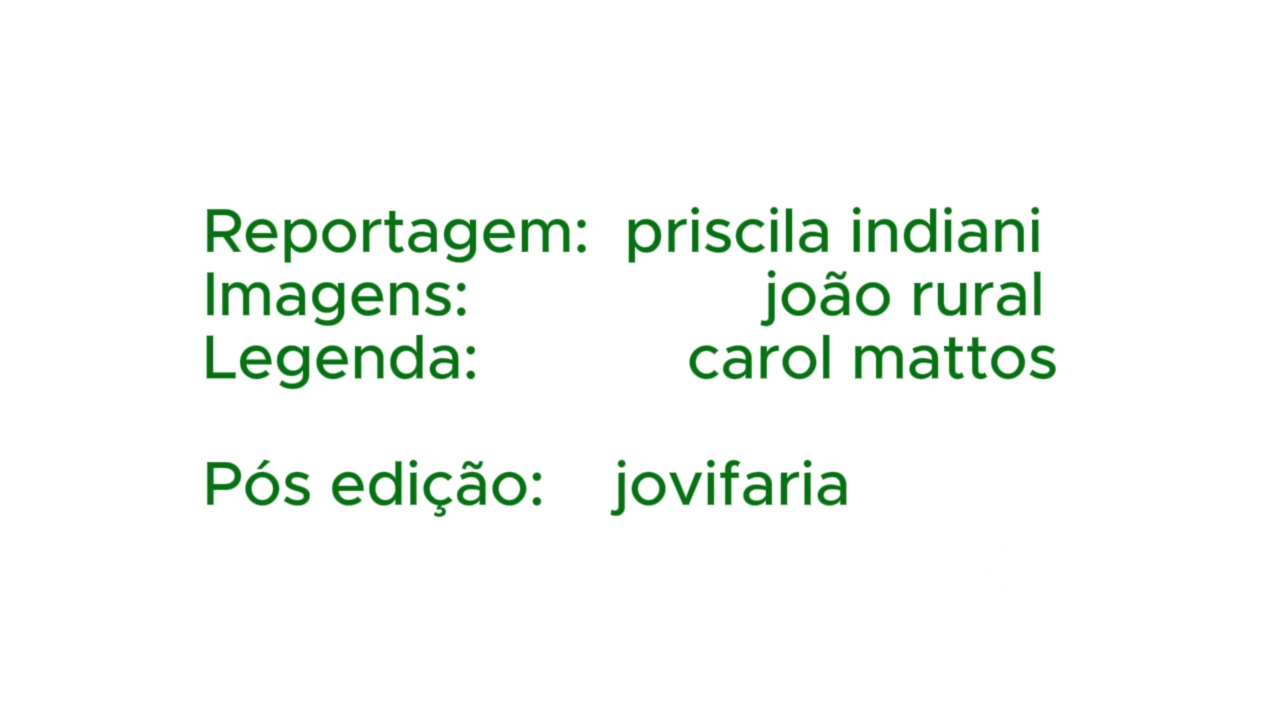 Reportagem: priscila indiani
Imagens: joão rural
Legenda: carol mattos
Pós edição: jovifaria